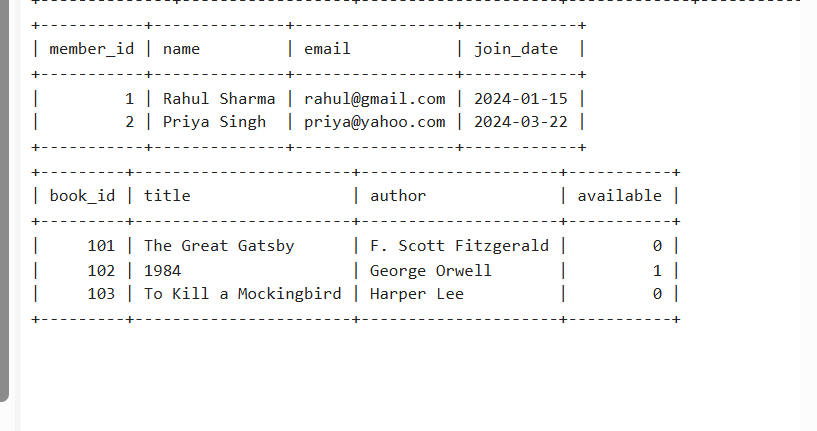 +-----------+--------------+-----------------+------------+
| member_id | name         | email           | join_date  |
+-----------+--------------+-----------------+------------+
|         1 | Rahul Sharma | rahul@gmail.com | 2024-01-15 |
|         2 | Priya Singh  | priya@yahoo.com | 2024-03-22 |
+-----------+--------------+-----------------+------------+
+---------+-----------------------+---------------------+-----------+
| book_id | title                 | author              | available |
+---------+-----------------------+---------------------+-----------+
|     101 | The Great Gatsby      | F. Scott Fitzgerald |         0 |
|     102 | 1984                  | George Orwell       |         1 |
|     103 | To Kill a Mockingbird | Harper Lee          |         0 |
+---------+-----------------------+---------------------+-----------+